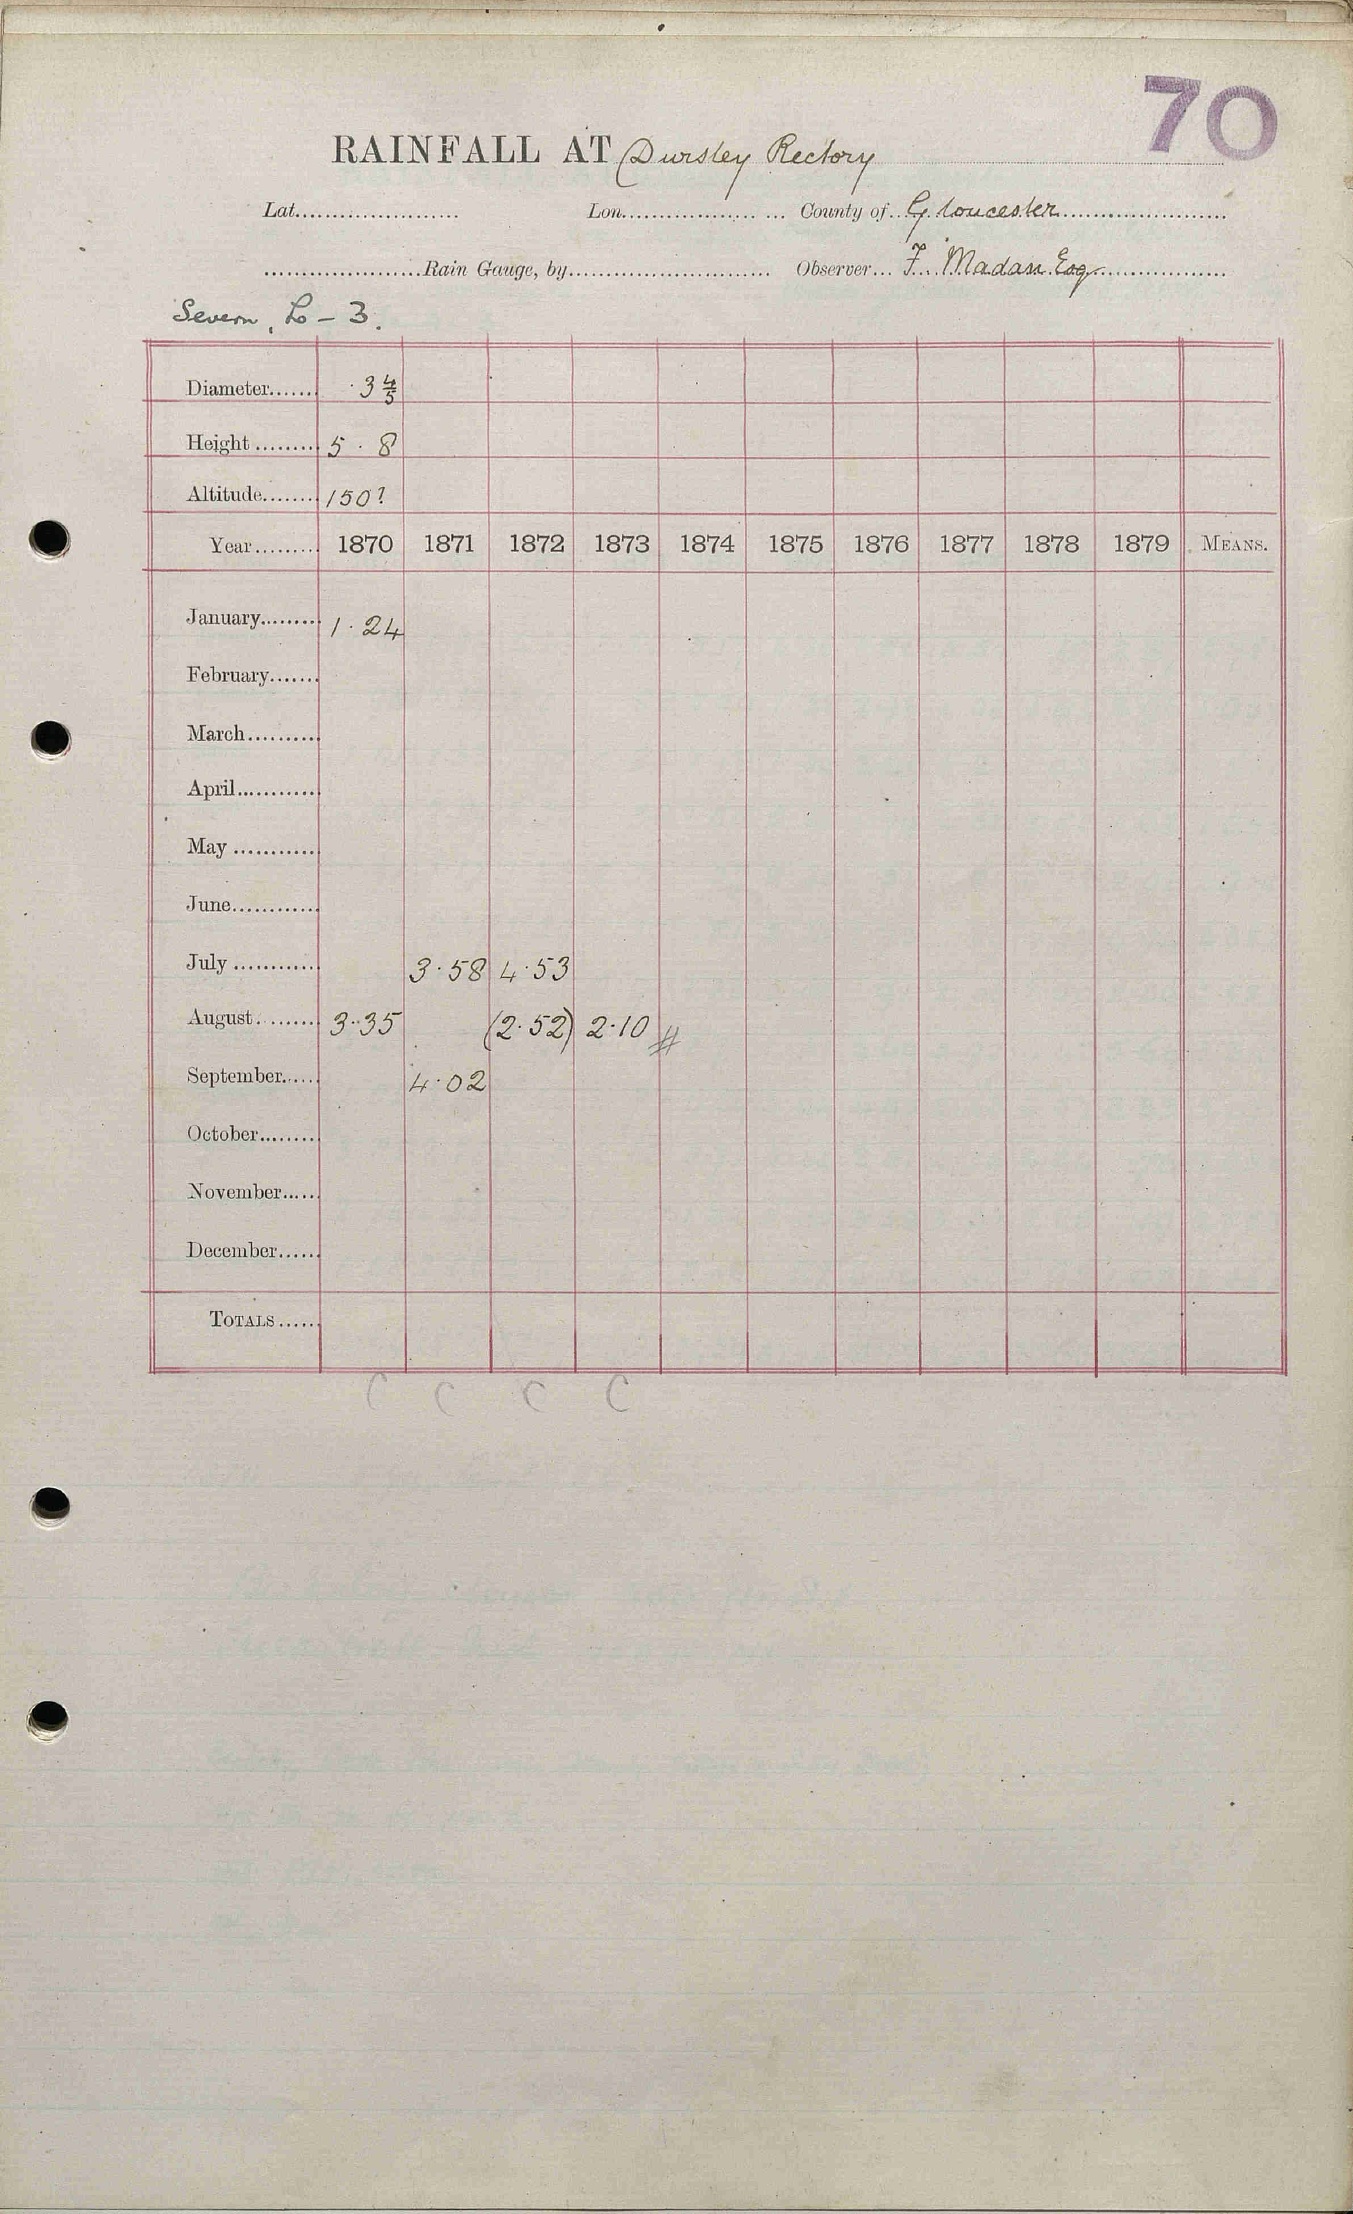 70
RAINFALL AT Dursley Rectory
Lat...................... Lon...................... County of.. Gloucester......................
......................Rain Gauge, by............................ Observer... F. Madan Esq..................
Severn, L - 3.
Diameter...... · 3 4/5
Height ......... 5 · 8
Altitude........ 150?
Year......... 1870 1871 1872 1873 1874 1875 1876 1877 1878 1879 MEANS.
January......... 1·24
February.......
March..........
April............
May ............
June............
July ............ 3·58 4·53
August......... 3·35 (2·52) 2·10 #
September...... 4·02
October........
November.....
December.....
TOTALS.....
C C C C